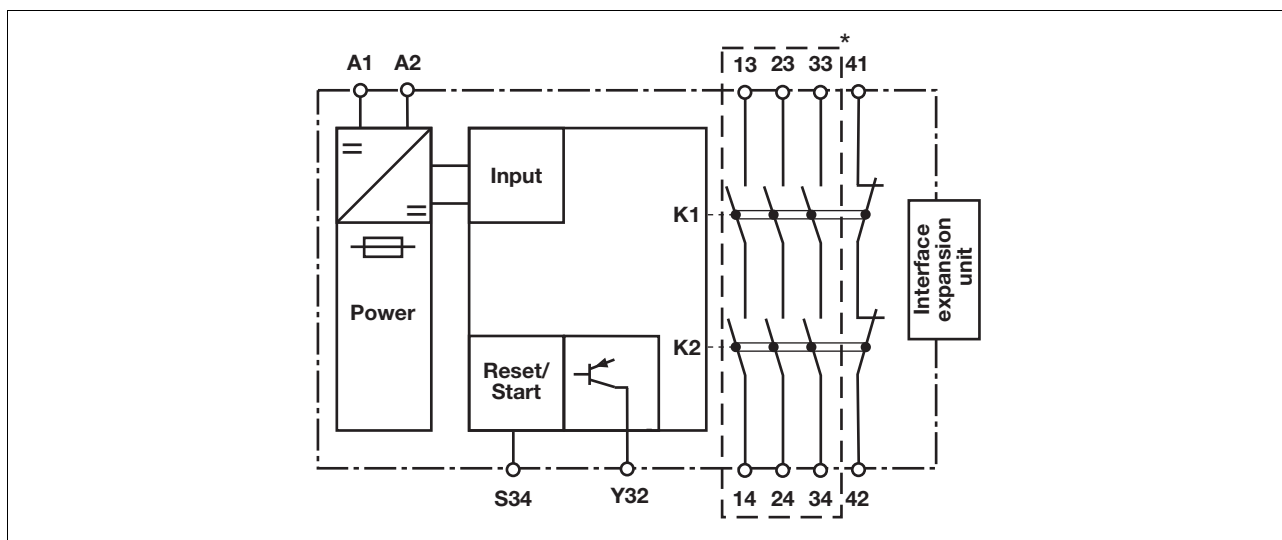 *
A1 A2 13 23 33 41
Input
K1
Power
Interface
expansion
unit
K2
Reset/
Start
S34 Y32 14 24 34 42